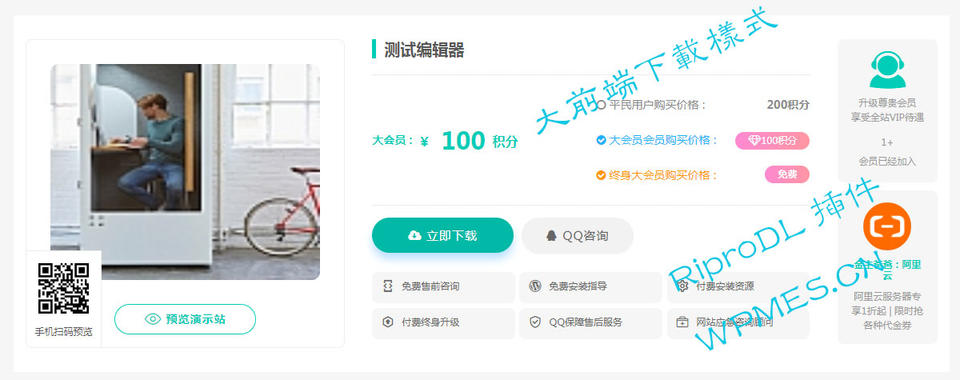 测试编辑器
大会员：¥ 100 积分
平民用户购买价格：
200积分
大会员会员购买价格：
100积分
终身大会员购买价格：
免费
立即下载
QQ咨询
免费售前咨询
免费安装指导
付费安装资源
付费终身升级
QQ保障售后服务
网站应急咨询顾问
手机扫码预览
预览演示站
升级尊贵会员
享受全站VIP待遇
1+
会员已经加入
金主爸爸：阿里
云
阿里云服务器专
享1折起 | 限时抢
各种代金券
大前端下載樣式
RiproDL 插件
WPMES.CN